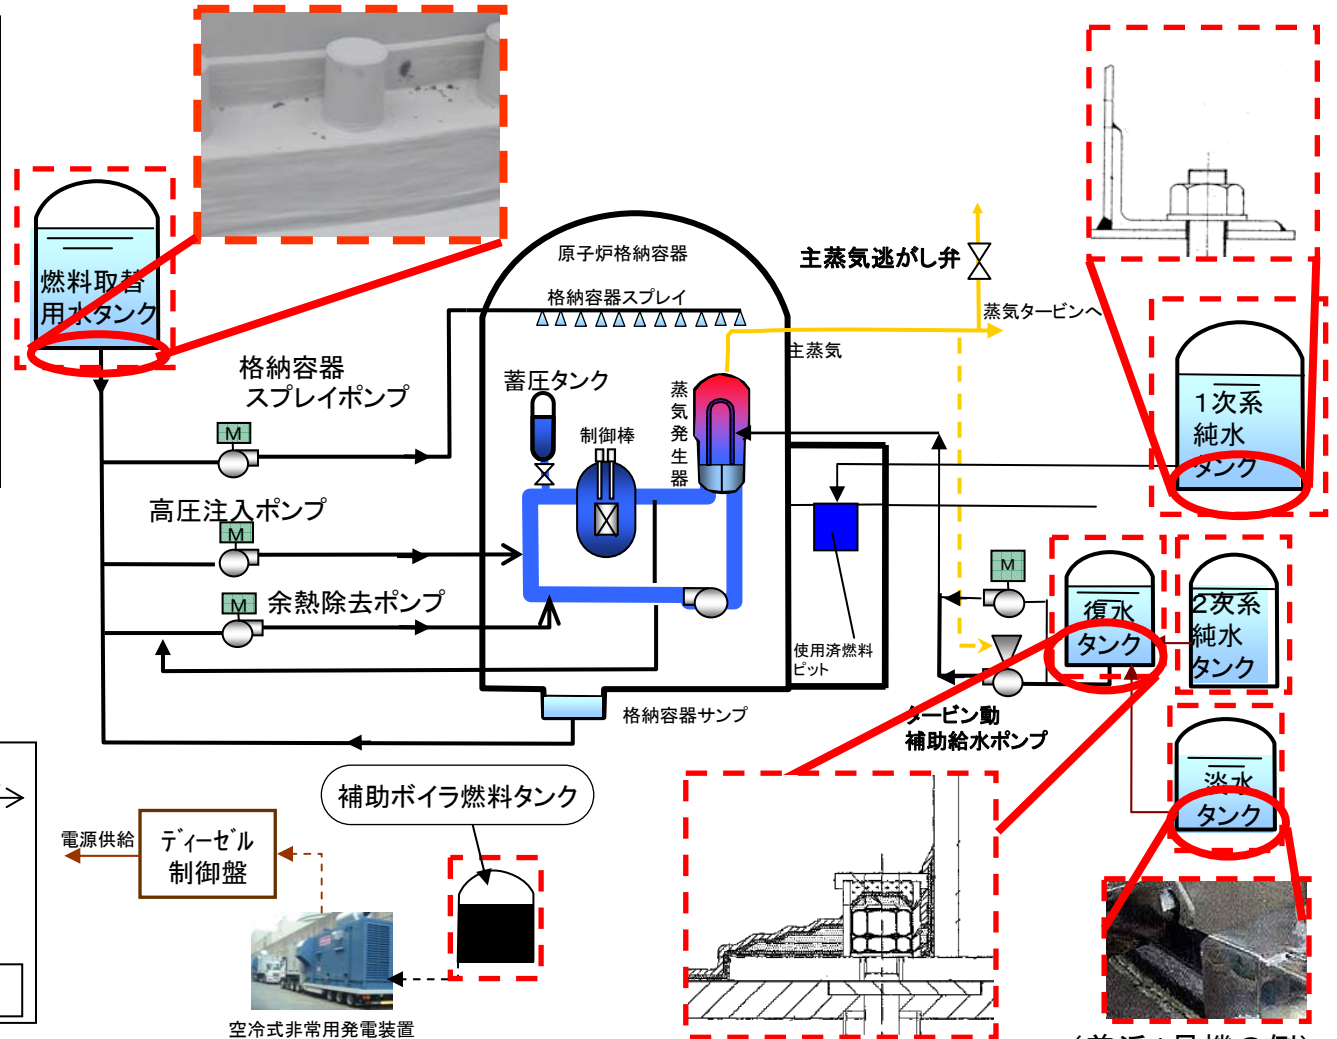 燃料取替
用水タンク
原子炉格納容器
格納容器スプレイ
主蒸気逃がし弁
蒸気タービンへ
主蒸気
格納容器
スプレイポンプ
蓄圧タンク
制御棒
蒸気発生器
M
高圧注入ポンプ
M
余熱除去ポンプ
M
M
1次系
純水
タンク
復水
タンク
2次系
純水
タンク
使用済燃料
ピット
格納容器サンプ
タービン動
補助給水ポンプ
淡水
タンク
補助ボイラ燃料タンク
電源供給
ディーゼル
制御盤
空冷式非常用発電装置